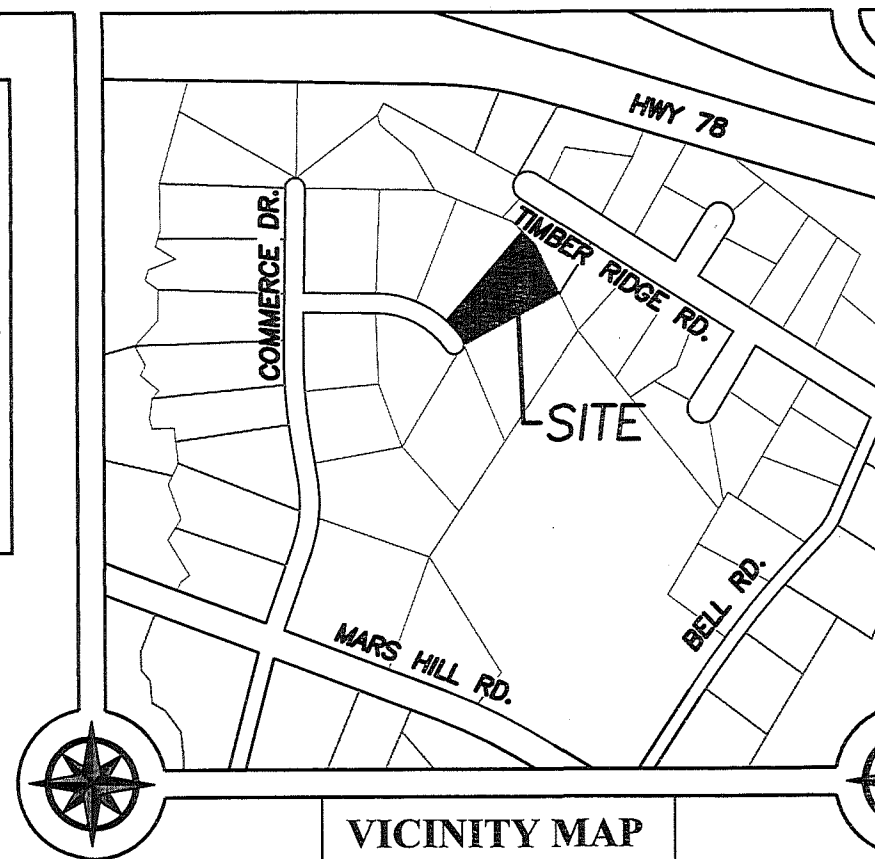 HWY 78
COMMERCE DR.
TIMBER RIDGE RD.
SITE
BELL RD.
MARS HILL RD.
VICINITY MAP